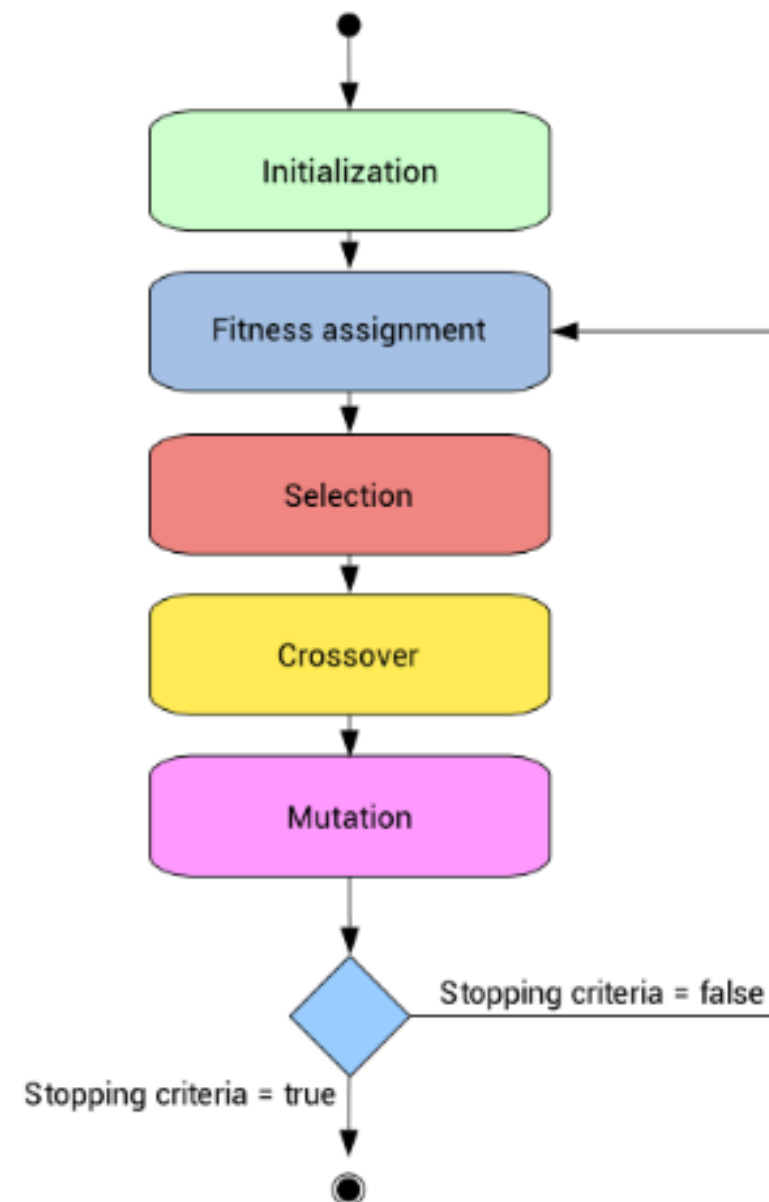 Initialization
Fitness assignment
Selection
Crossover
Mutation
Stopping criteria = false
Stopping criteria = true